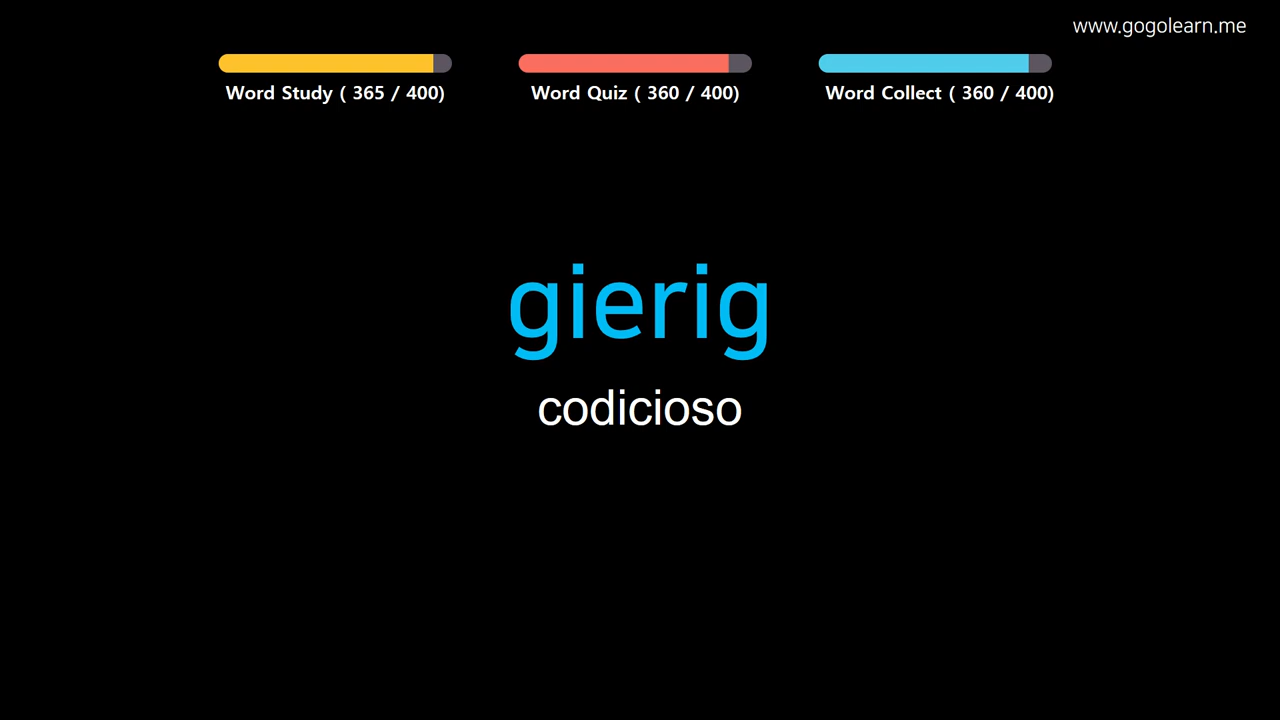 www.gogolearn.me
Word Study ( 365 / 400)
Word Quiz ( 360 / 400)
Word Collect ( 360 / 400)
gierig
codicioso